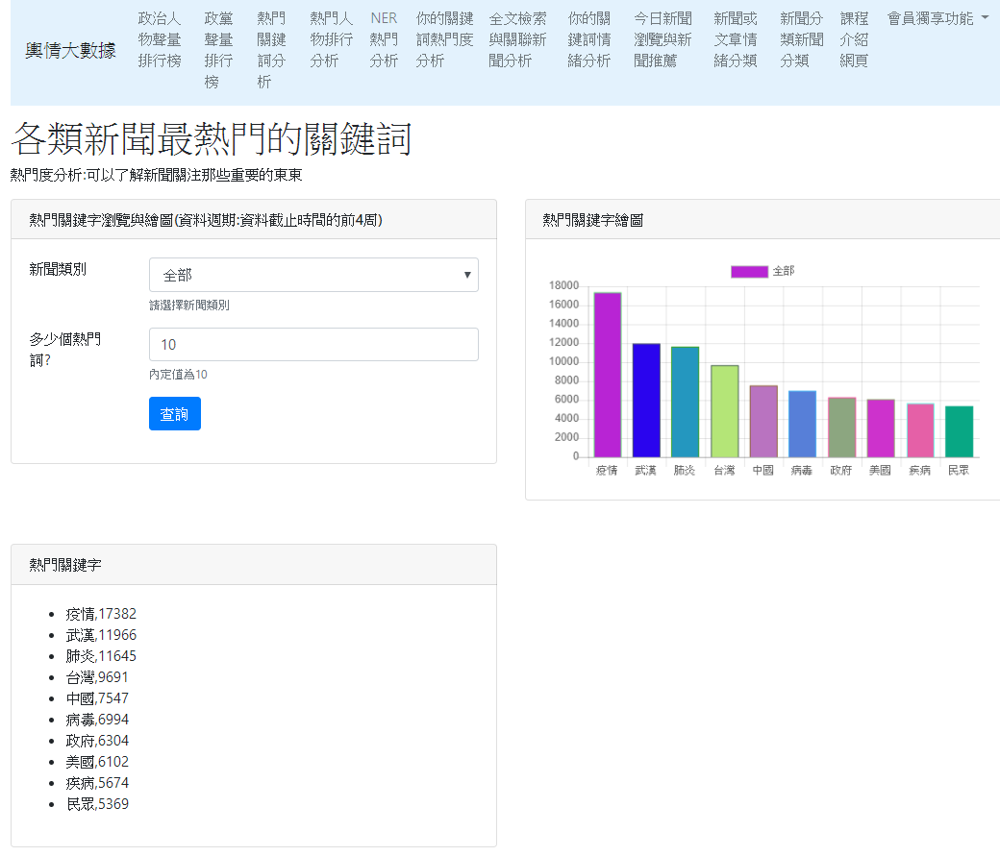 輿情大數據
政治人
物聲量
排行榜
政黨
聲量
排行
榜
熱門
關鍵
詞分
析
熱門人
物排行
分析
NER
熱門
分析
你的關鍵
詞熱門度
分析
全文檢索
與關聯新
聞分析
你的關
鍵詞情
緒分析
今日新聞
瀏覽與新
聞推薦
新聞或
文章情
緒分類
新聞分
類新聞
分類
課程
介紹
網頁
會員獨享功能
各類新聞最熱門的關鍵詞
熱門度分析:可以了解新聞關注那些重要的東東
熱門關鍵字瀏覽與繪圖(資料週期:資料截止時間的前4周)
新聞類別
全部
請選擇新聞類別
多少個熱門
詞?
10
內定值為10
查詢
熱門關鍵字繪圖
全部
18000
16000
14000
12000
10000
8000
6000
4000
2000
0
疫情 武漢 肺炎 台灣 中國 病毒 政府 美國 疾病 民眾
熱門關鍵字
疫情,17382
武漢,11966
肺炎,11645
台灣,9691
中國,7547
病毒,6994
政府,6304
美國,6102
疾病,5674
民眾,5369